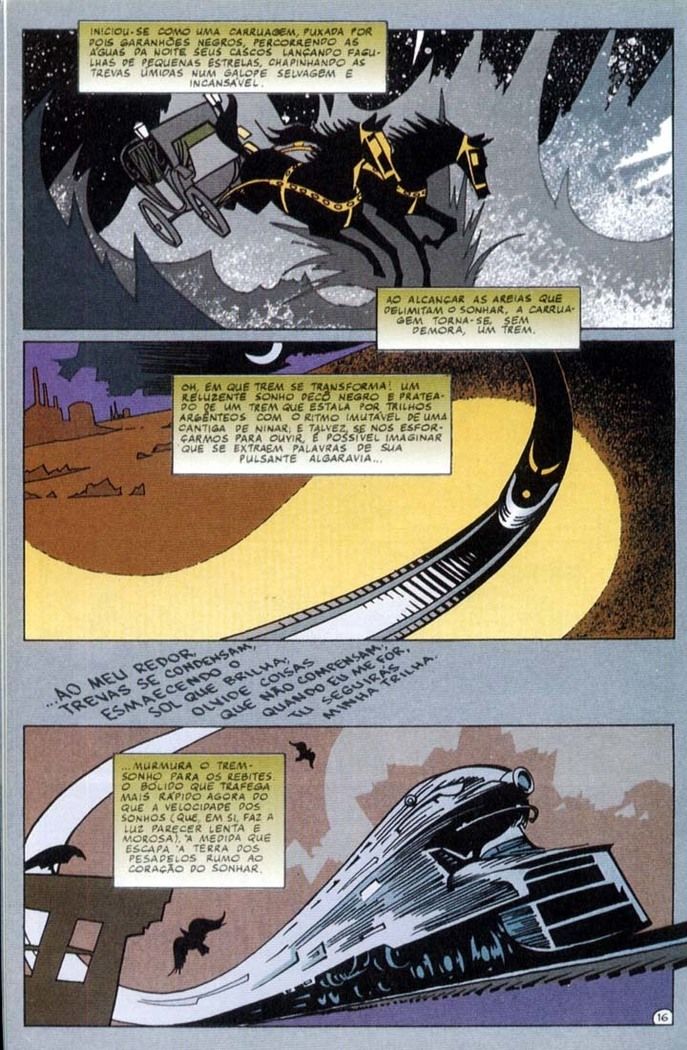 INICIOU-SE COMO UMA CARRUAGEM, PUXADA POR
DOIS GARANHÕES NEGROS, PERCORRENDO AS
ÁGUAS DA NOITE SEUS CASCOS LANÇANDO FAGU-
LHAS DE PEQUENAS ESTRELAS, CHAPINHANDO AS
TREVAS ÚMIDAS NUM GALOPE SELVAGEM E
INCANSÁVEL.
AO ALCANÇAR AS AREIAS QUE
DELIMITAM O SONHAR, A CARRUA-
GEM TORNA-SE, SEM
DEMORA, UM TREM.
OH, EM QUE TREM SE TRANSFORMA! UM
RELUZENTE SONHO DECÔ NEGRO E PRATEA-
DO DE UM TREM QUE ESTALA POR TRILHOS
ARGÊNTEOS COM O RITMO IMUTÁVEL DE UMA
CANTIGA DE NINAR; E TALVEZ, SE NOS ESFOR-
ÇARMOS PARA OUVIR, É POSSÍVEL IMAGINAR
QUE SE EXTRAEM PALAVRAS DE SUA
PULSANTE ALGARAVIA...
...AO MEU REDOR,
TREVAS SE CONDENSAM,
ESMAECENDO O
SOL QUE BRILHA;
OLVIDE COISAS
QUE NÃO COMPENSAM;
QUANDO EU ME FOR,
TU SEGUIRÁS
MINHA TRILHA...
...MURMURA O TREM-
SONHO PARA OS REBITES.
O BÓLIDO QUE TRAFEGA
MAIS RÁPIDO AGORA DO
QUE A VELOCIDADE DOS
SONHOS (QUE, EM SI, FAZ A
LUZ PARECER LENTA E
MOROSA), À MEDIDA QUE
ESCAPA À TERRA DOS
PESADELOS RUMO AO
CORAÇÃO DO SONHAR.
16